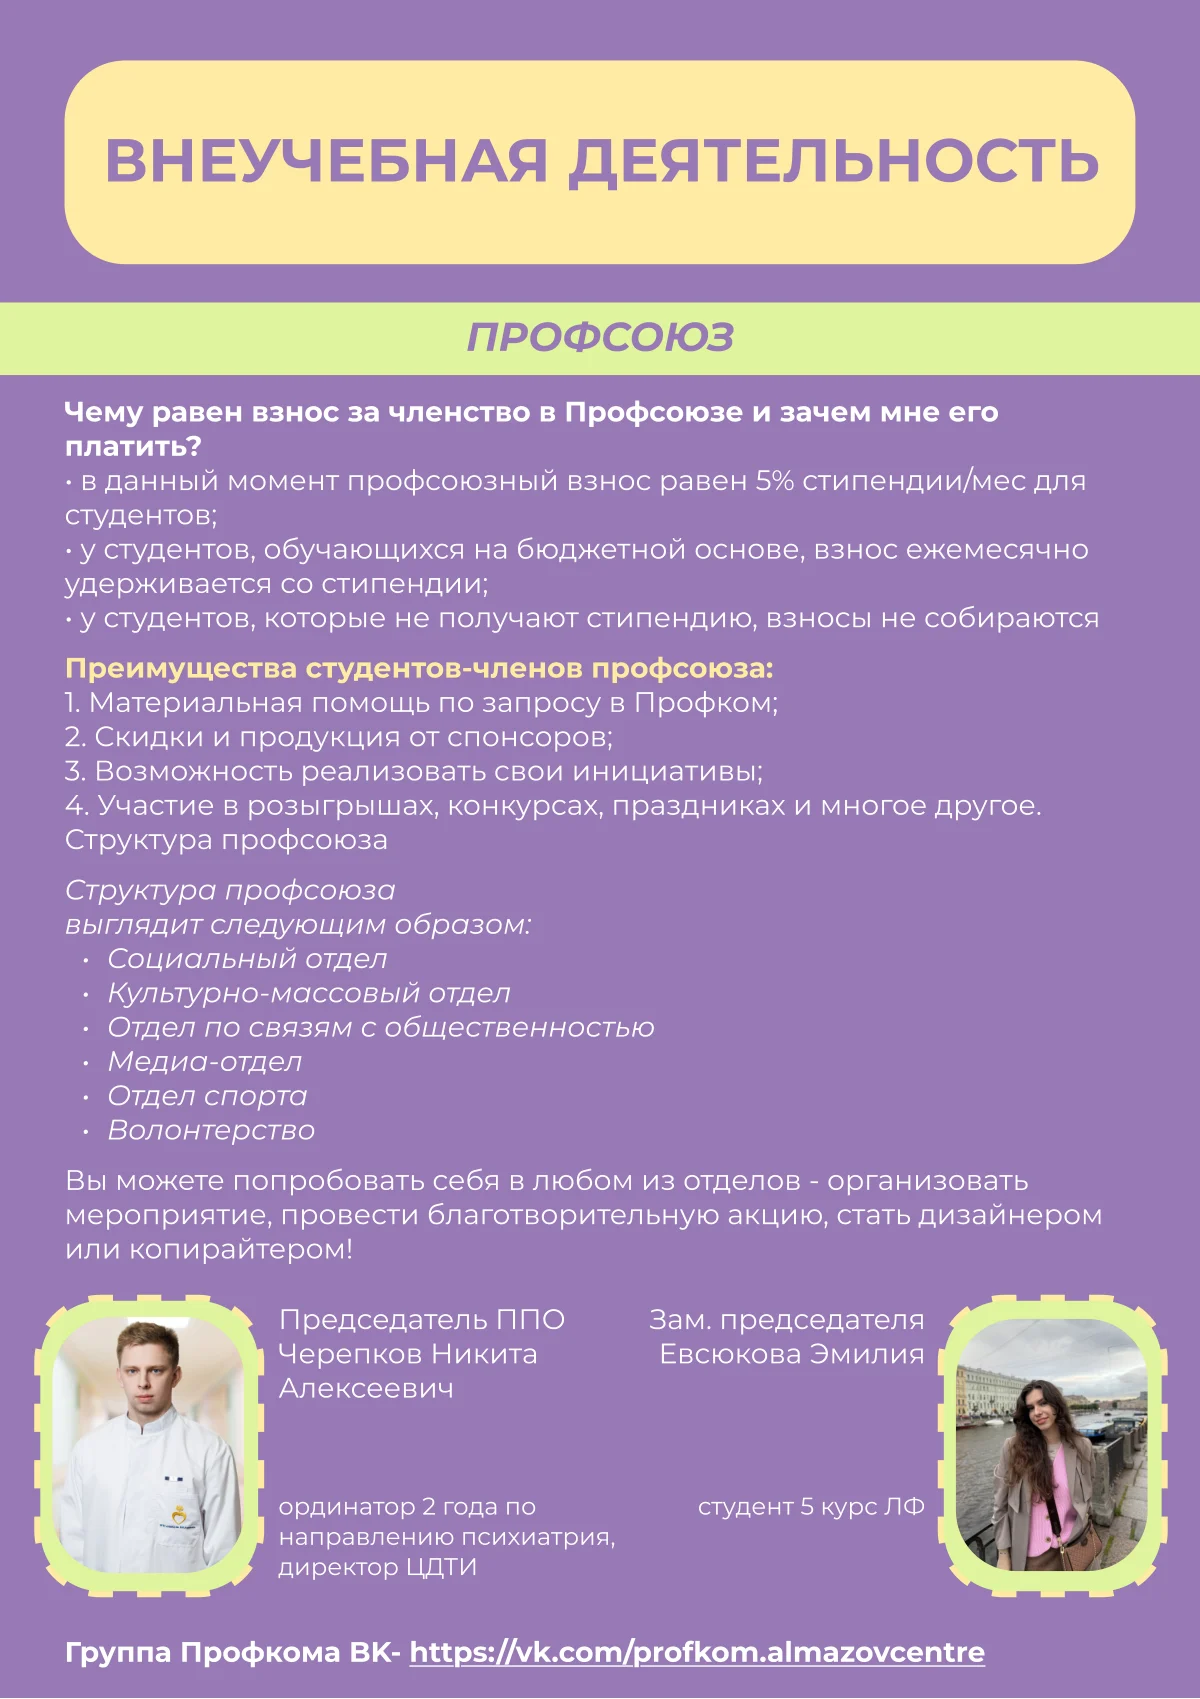 ВНЕУЧЕБНАЯ ДЕЯТЕЛЬНОСТЬ
ПРОФСОЮЗ
Чему равен взнос за членство в Профсоюзе и зачем мне его
платить?
• в данный момент профсоюзный взнос равен 5% стипендии/мес для
студентов;
• у студентов, обучающихся на бюджетной основе, взнос ежемесячно
удерживается со стипендии;
• у студентов, которые не получают стипендию, взносы не собираются
Преимущества студентов-членов профсоюза:
1. Материальная помощь по запросу в Профком;
2. Скидки и продукция от спонсоров;
3. Возможность реализовать свои инициативы;
4. Участие в розыгрышах, конкурсах, праздниках и многое другое.
Структура профсоюза
Структура профсоюза
выглядит следующим образом:
• Социальный отдел
• Культурно-массовый отдел
• Отдел по связям с общественностью
• Медиа-отдел
• Отдел спорта
• Волонтерство
Вы можете попробовать себя в любом из отделов - организовать
мероприятие, провести благотворительную акцию, стать дизайнером
или копирайтером!
Председатель ППО
Черепков Никита
Алексеевич
ординатор 2 года по
направлению психиатрия,
директор ЦДТИ
Зам. председателя
Евсюкова Эмилия
студент 5 курс ЛФ
Группа Профкома ВК- https://vk.com/profkom.almazovcentre